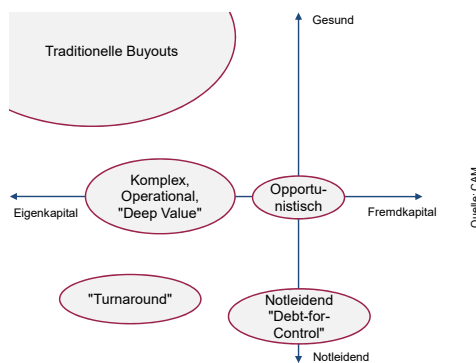 Gesund
Traditionelle Buyouts
Komplex,
Operational,
"Deep Value"
Opportu-
nistisch
Eigenkapital
Fremdkapital
Quelle: CAM
"Turnaround"
Notleidend
"Debt-for-
Control"
Notleidend